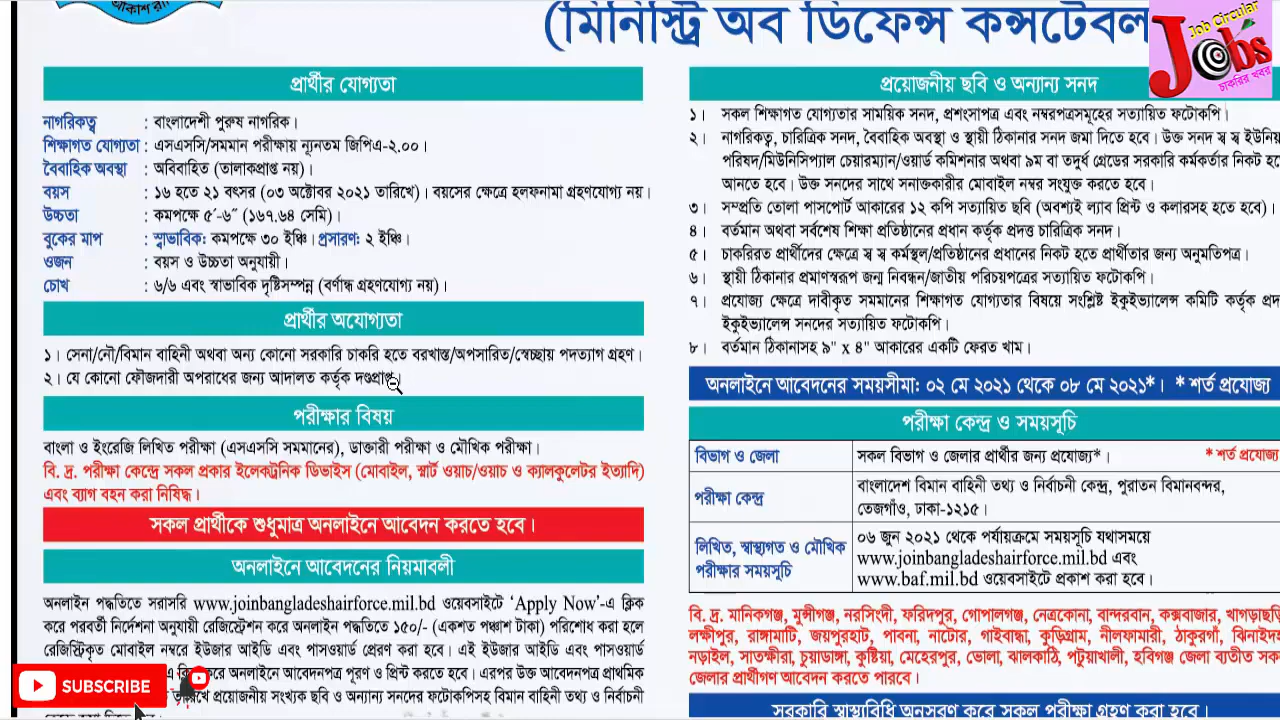 (মিনিস্ট্রি অব ডিফেন্স কন্সটেবল
Job Circular
Jobs
চাকরির খবর
প্রার্থীর যোগ্যতা
নাগরিকত্ব : বাংলাদেশী পুরুষ নাগরিক।
শিক্ষাগত যোগ্যতা : এসএসসি/সমমান পরীক্ষায় ন্যূনতম জিপিএ-২.০০।
বৈবাহিক অবস্থা : অবিবাহিত (তালাকপ্রাপ্ত নয়)।
বয়স : ১৬ হতে ২১ বৎসর (০৩ অক্টোবর ২০২১ তারিখে)। বয়সের ক্ষেত্রে হলফনামা গ্রহণযোগ্য নয়।
উচ্চতা : কমপক্ষে ৫´-৬˝ (১৬৭.৬৪ সেমি)।
বুকের মাপ : স্বাভাবিক: কমপক্ষে ৩০ ইঞ্চি। প্রসারণ: ২ ইঞ্চি।
ওজন : বয়স ও উচ্চতা অনুযায়ী।
চোখ : ৬/৬ এবং স্বাভাবিক দৃষ্টিসম্পন্ন (বর্ণান্ধ গ্রহণযোগ্য নয়)।
প্রার্থীর অযোগ্যতা
১। সেনা/নৌ/বিমান বাহিনী অথবা অন্য কোনো সরকারি চাকরি হতে বরখাস্ত/অপসারিত/স্বেচ্ছায় পদত্যাগ গ্রহণ।
২। যে কোনো ফৌজদারী অপরাধের জন্য আদালত কর্তৃক দণ্ডপ্রাপ্ত।
পরীক্ষার বিষয়
বাংলা ও ইংরেজি লিখিত পরীক্ষা (এসএসসি সমমানের), ডাক্তারী পরীক্ষা ও মৌখিক পরীক্ষা।
বি. দ্র. পরীক্ষা কেন্দ্রে সকল প্রকার ইলেকট্রনিক ডিভাইস (মোবাইল, স্মার্ট ওয়াচ/ওয়াচ ও ক্যালকুলেটর ইত্যাদি)
এবং ব্যাগ বহন করা নিষিদ্ধ।
সকল প্রার্থীকে শুধুমাত্র অনলাইনে আবেদন করতে হবে।
অনলাইনে আবেদনের নিয়মাবলী
অনলাইন পদ্ধতিতে সরাসরি www.joinbangladeshairforce.mil.bd ওয়েবসাইটে ‘Apply Now’-এ ক্লিক
করে পরবর্তী নির্দেশনা অনুযায়ী রেজিস্ট্রেশন করে অনলাইন পদ্ধতিতে ১৫০/- (একশত পঞ্চাশ টাকা) পরিশোধ করা হলে
রেজিস্ট্রিকৃত মোবাইল নম্বরে ইউজার আইডি এবং পাসওয়ার্ড প্রেরণ করা হবে। এই ইউজার আইডি এবং পাসওয়ার্ড
করে অনলাইনে আবেদনপত্র পূরণ ও প্রিন্ট করতে হবে। এরপর উক্ত আবেদনপত্র প্রাথমিক
প্রয়োজনীয় সংখ্যক ছবি ও অন্যান্য সনদের ফটোকপিসহ বিমান বাহিনী তথ্য ও নির্বাচনী
SUBSCRIBE
প্রয়োজনীয় ছবি ও অন্যান্য সনদ
১। সকল শিক্ষাগত যোগ্যতার সাময়িক সনদ, প্রশংসাপত্র এবং নম্বরপত্রসমূহের সত্যায়িত ফটোকপি।
২। নাগরিকত্ব, চারিত্রিক সনদ, বৈবাহিক অবস্থা ও স্থায়ী ঠিকানার সনদ জমা দিতে হবে। উক্ত সনদ স্ব স্ব ইউনিয়
পরিষদ/মিউনিসিপ্যাল চেয়ারম্যান/ওয়ার্ড কমিশনার অথবা ৯ম বা তদুর্ধ গ্রেডের সরকারি কর্মকর্তার নিকট হ
আনতে হবে। উক্ত সনদের সাথে সনাক্তকারীর মোবাইল নম্বর সংযুক্ত করতে হবে।
৩। সম্প্রতি তোলা পাসপোর্ট আকারের ১২ কপি সত্যায়িত ছবি (অবশ্যই ল্যাব প্রিন্ট ও কলারসহ হতে হবে)।
৪। বর্তমান অথবা সর্বশেষ শিক্ষা প্রতিষ্ঠানের প্রধান কর্তৃক প্রদত্ত চারিত্রিক সনদ।
৫। চাকরিরত প্রার্থীদের ক্ষেত্রে স্ব স্ব কর্মস্থল/প্রতিষ্ঠানের প্রধানের নিকট হতে প্রার্থীতার জন্য অনুমতিপত্র।
৬। স্থায়ী ঠিকানার প্রমাণস্বরূপ জন্ম নিবন্ধন/জাতীয় পরিচয়পত্রের সত্যায়িত ফটোকপি।
৭। প্রযোজ্য ক্ষেত্রে দাবীকৃত সমমানের শিক্ষাগত যোগ্যতার বিষয়ে সংশ্লিষ্ট ইকুইভ্যালেন্স কমিটি কর্তৃক প্রদ
ইকুইভ্যালেন্স সনদের সত্যায়িত ফটোকপি।
৮। বর্তমান ঠিকানাসহ ৯" x ৪" আকারের একটি ফেরত খাম।
অনলাইনে আবেদনের সময়সীমা: ০২ মে ২০২১ থেকে ০৮ মে ২০২১*। * শর্ত প্রযোজ্য
পরীক্ষা কেন্দ্র ও সময়সূচি
বিভাগ ও জেলা সকল বিভাগ ও জেলার প্রার্থীর জন্য প্রযোজ্য*। * শর্ত প্রযোজ্য
পরীক্ষা কেন্দ্র বাংলাদেশ বিমান বাহিনী তথ্য ও নির্বাচনী কেন্দ্র, পুরাতন বিমানবন্দর,
তেজগাঁও, ঢাকা-১২১৫।
লিখিত, স্বাস্থ্যগত ও মৌখিক পরীক্ষার সময়সূচি ০৬ জুন ২০২১ থেকে পর্যায়ক্রমে সময়সূচি যথাসময়ে
www.joinbangladeshairforce.mil.bd এবং
www.baf.mil.bd ওয়েবসাইটে প্রকাশ করা হবে।
বি. দ্র. মানিকগঞ্জ, মুন্সীগঞ্জ, নরসিংদী, ফরিদপুর, গোপালগঞ্জ, নেত্রকোনা, বান্দরবান, কক্সবাজার, খাগড়াছড়ি
লক্ষীপুর, রাঙ্গামাটি, জয়পুরহাট, পাবনা, নাটোর, গাইবান্ধা, কুড়িগ্রাম, নীলফামারী, ঠাকুরগাঁ, ঝিনাইদ
নড়াইল, সাতক্ষীরা, চুয়াডাঙ্গা, কুষ্টিয়া, মেহেরপুর, ভোলা, ঝালকাঠি, পটুয়াখালী, হবিগঞ্জ জেলা ব্যতীত সক
জেলার প্রার্থীগণ আবেদন করতে পারবে।
সরকারি স্বাস্থ্যবিধি অনুসরণ করে সকল পরীক্ষা গ্রহণ করা হবে।